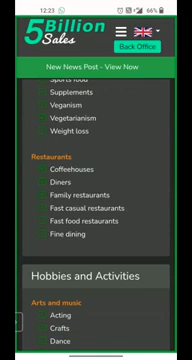 12:23
66%
5 Billion
Sales
Back Office
New News Post - View Now
Sports food
Supplements
Veganism
Vegetarianism
Weight loss
Restaurants
Coffeehouses
Diners
Family restaurants
Fast casual restaurants
Fast food restaurants
Fine dining
Hobbies and Activities
Arts and music
Acting
Crafts
Dance